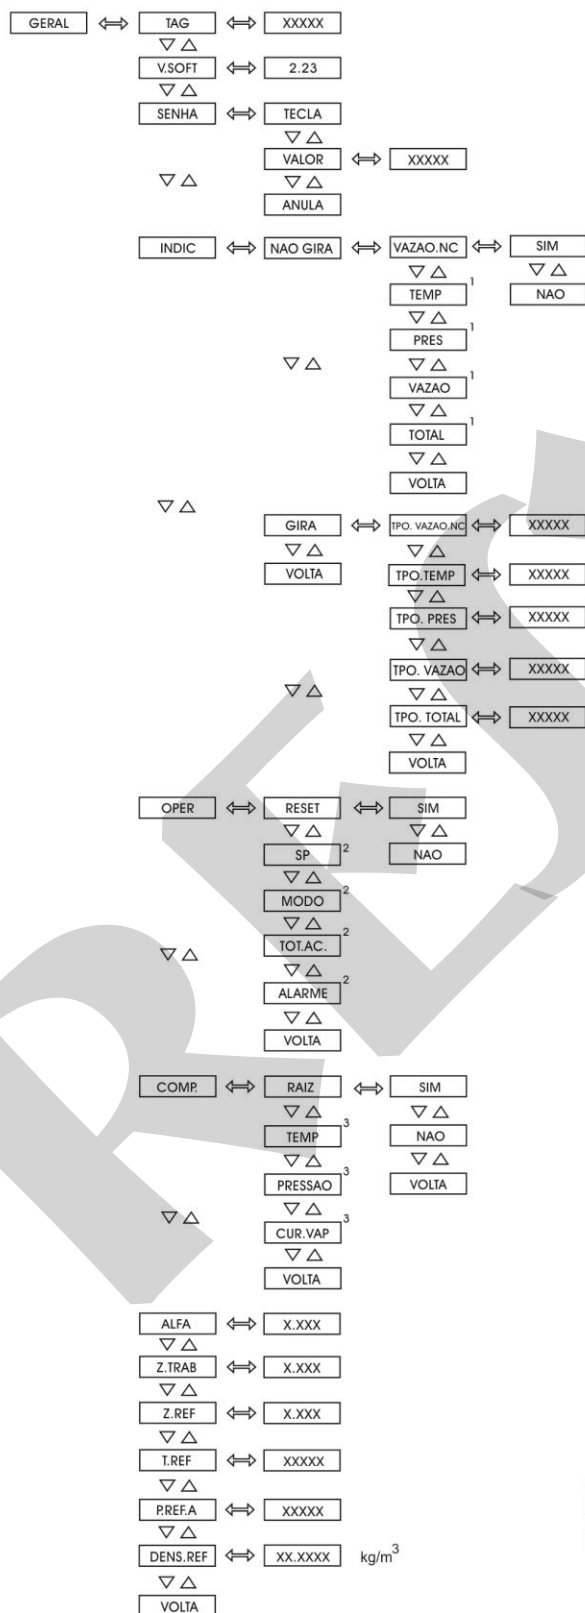 GERAL TAG XXXXX
V.SOFT 2.23
SENHA TECLA
VALOR XXXXX
ANULA
INDIC NAO GIRA VAZAO.NC SIM
TEMP 1 NAO
PRES 1
VAZAO 1
TOTAL 1
VOLTA
GIRA TPO. VAZAO.NC XXXXX
VOLTA TPO.TEMP XXXXX
TPO. PRES XXXXX
TPO. VAZAO XXXXX
TPO. TOTAL XXXXX
VOLTA
OPER RESET SIM
SP 2 NAO
MODO 2
TOT.AC. 2
ALARME 2
VOLTA
COMP. RAIZ SIM
TEMP 3 NAO
PRESSAO 3 VOLTA
CUR.VAP 3
VOLTA
ALFA X.XXX
Z.TRAB X.XXX
Z.REF X.XXX
T.REF XXXXX
P.REF.A XXXXX
DENS.REF XX.XXXX kg/m3
VOLTA